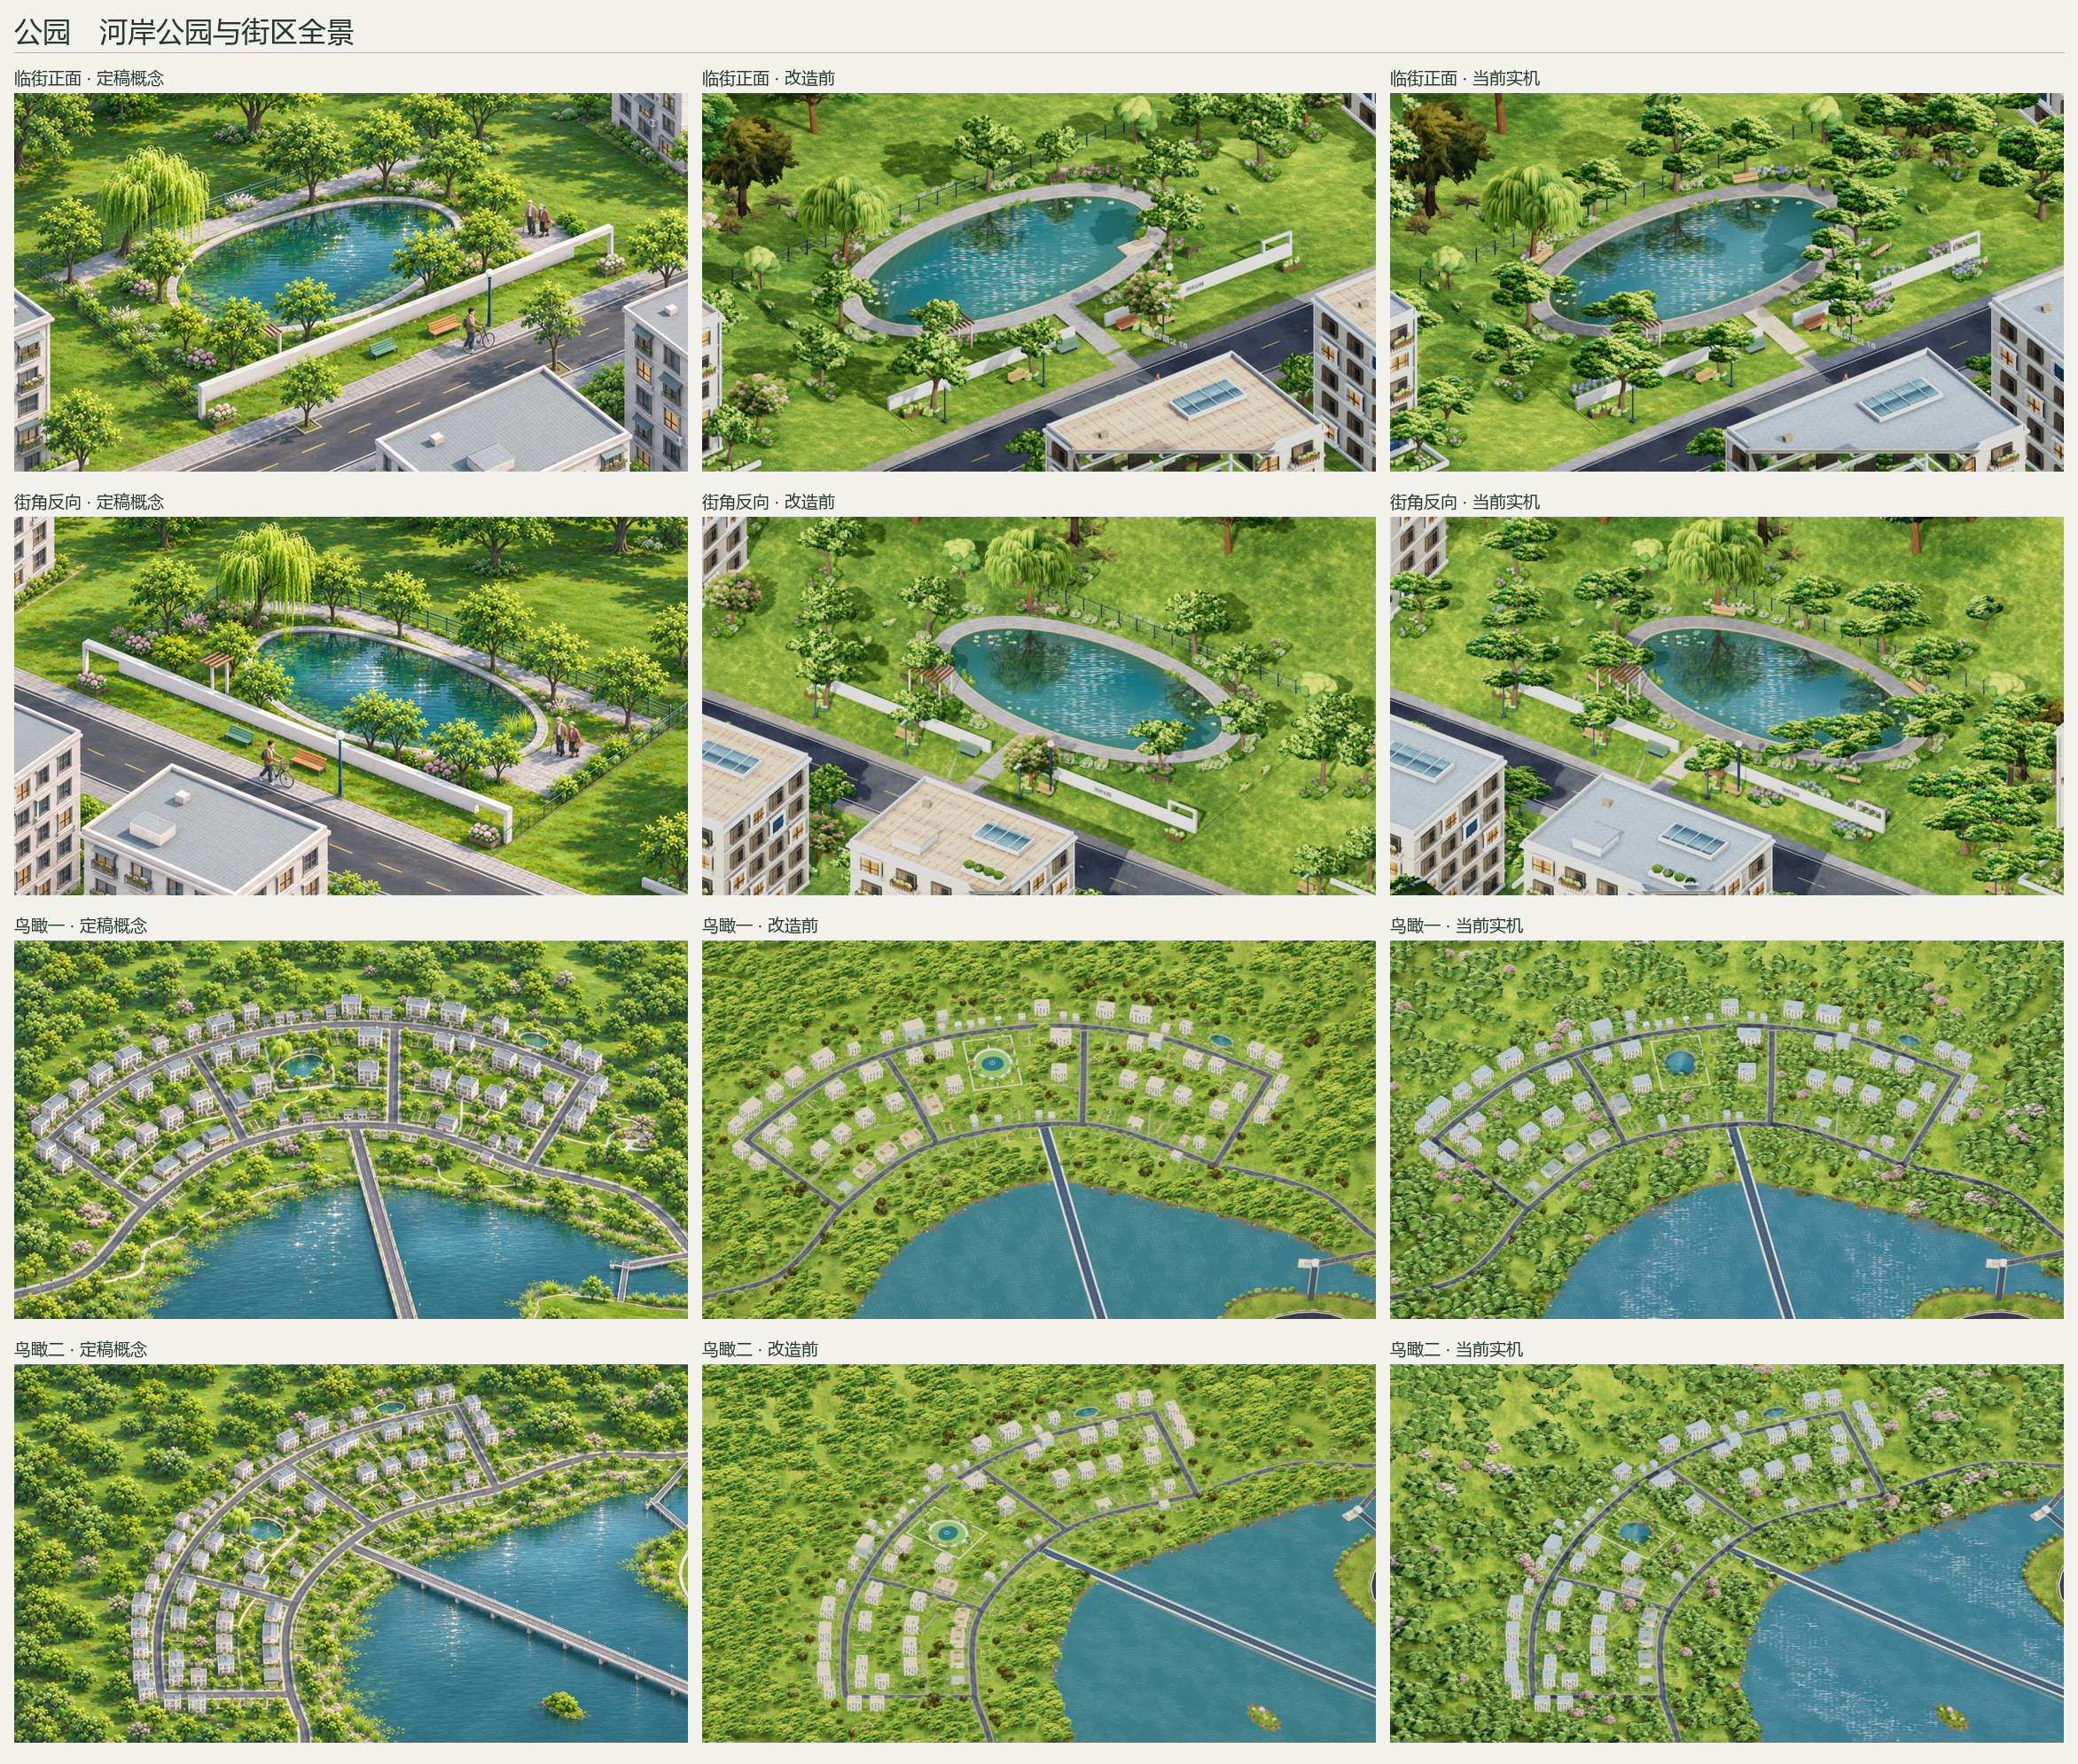 公园　河岸公园与街区全景
临街正面 · 定稿概念
临街正面 · 改造前
临街正面 · 当前实机
街角反向 · 定稿概念
街角反向 · 改造前
街角反向 · 当前实机
鸟瞰一 · 定稿概念
鸟瞰一 · 改造前
鸟瞰一 · 当前实机
鸟瞰二 · 定稿概念
鸟瞰二 · 改造前
鸟瞰二 · 当前实机